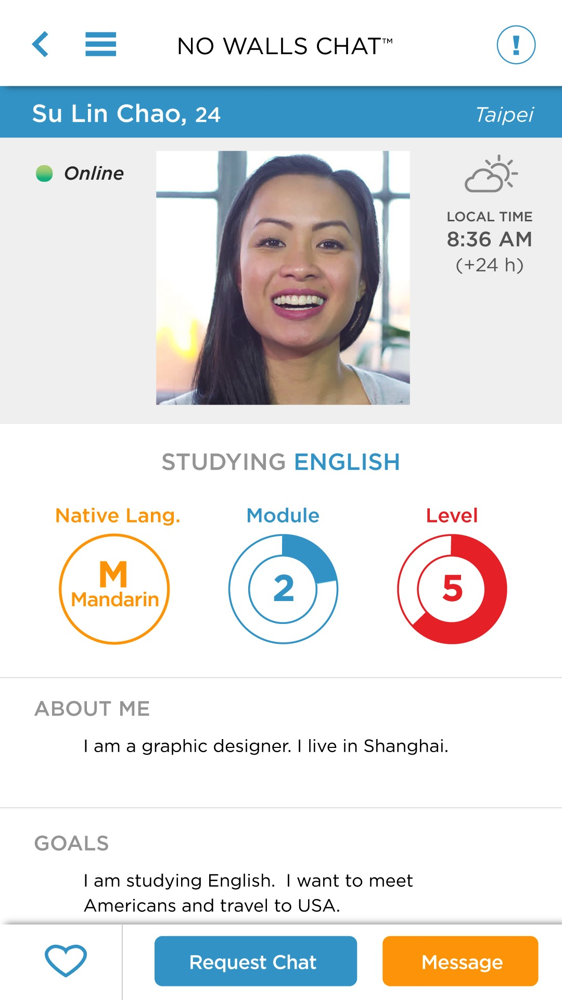 NO WALLS CHAT™
!
Su Lin Chao, 24
Taipei
Online
LOCAL TIME
8:36 AM
(+24 h)
STUDYING ENGLISH
Native Lang.
M
Mandarin
Module
2
Level
5
ABOUT ME
I am a graphic designer. I live in Shanghai.
GOALS
I am studying English.  I want to meet
Americans and travel to USA.
Request Chat
Message